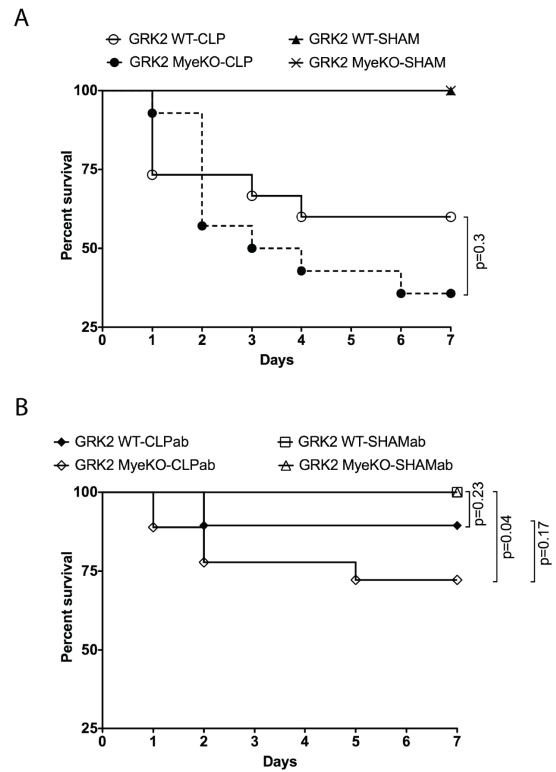 A
GRK2 WT-CLP
GRK2 WT-SHAM
GRK2 MyeKO-CLP
GRK2 MyeKO-SHAM
100
75
50
25
Percent survival
0 1 2 3 4 5 6 7
Days
p=0.3
B
GRK2 WT-CLPab
GRK2 WT-SHAMab
GRK2 MyeKO-CLPab
GRK2 MyeKO-SHAMab
100
75
50
25
Percent survival
0 1 2 3 4 5 6 7
Days
p=0.23
p=0.04
p=0.17